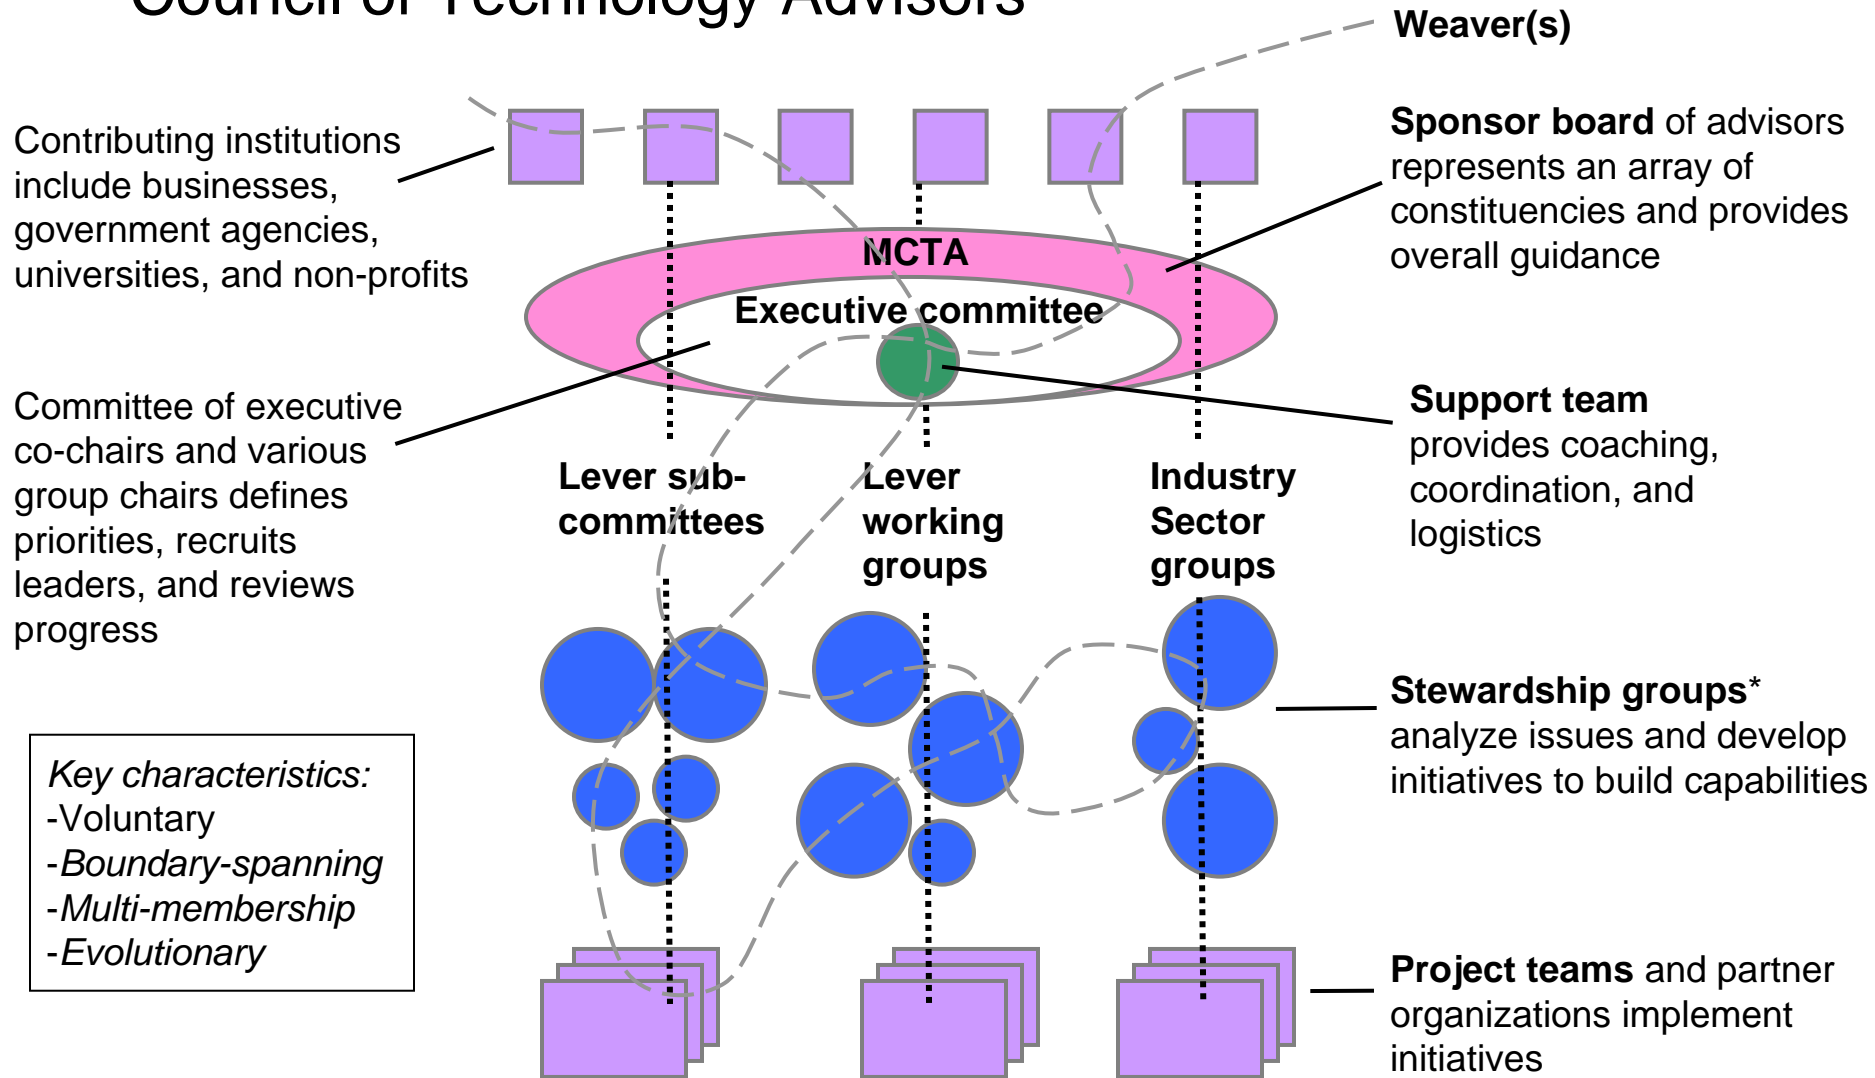 Council of Technology Advisors
Weaver(s)
Contributing institutions
include businesses,
government agencies,
universities, and non-profits
Sponsor board of advisors
represents an array of
constituencies and provides
overall guidance
MCTA
Executive committee
Committee of executive
co-chairs and various
group chairs defines
priorities, recruits
leaders, and reviews
progress
Support team
provides coaching,
coordination, and
logistics
Lever sub-
committees
Lever
working
groups
Industry
Sector
groups
Stewardship groups*
analyze issues and develop
initiatives to build capabilities
Key characteristics:
-Voluntary
-Boundary-spanning
-Multi-membership
-Evolutionary
Project teams and partner
organizations implement
initiatives